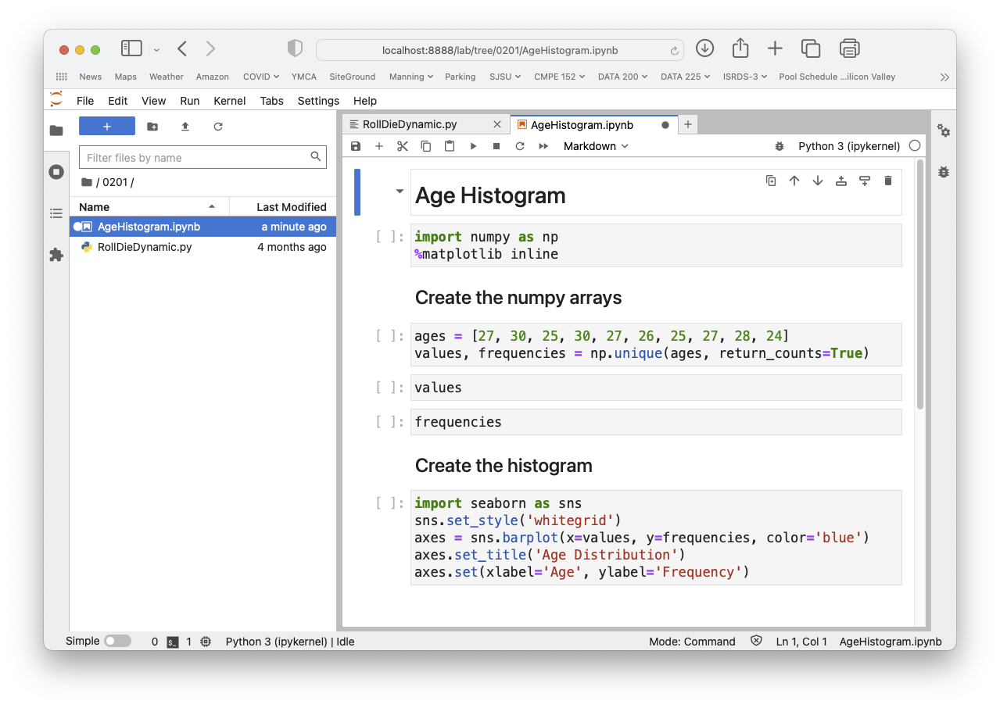 localhost:8888/lab/tree/0201/AgeHistogram.ipynb
News Maps Weather Amazon COVID YMCA SiteGround Manning Parking SJSU CMPE 152 DATA 200 DATA 225 ISRDS-3 Pool Schedule ...ilicon Valley
File Edit View Run Kernel Tabs Settings Help
+
Filter files by name
/ 0201 /
Name Last Modified
AgeHistogram.ipynb a minute ago
RollDieDynamic.py 4 months ago
RollDieDynamic.py AgeHistogram.ipynb
Markdown Python 3 (ipykernel)
Age Histogram
[ ]: import numpy as np
%matplotlib inline
Create the numpy arrays
[ ]: ages = [27, 30, 25, 30, 27, 26, 25, 27, 28, 24]
values, frequencies = np.unique(ages, return_counts=True)
[ ]: values
[ ]: frequencies
Create the histogram
[ ]: import seaborn as sns
sns.set_style('whitegrid')
axes = sns.barplot(x=values, y=frequencies, color='blue')
axes.set_title('Age Distribution')
axes.set(xlabel='Age', ylabel='Frequency')
Simple 0 $_ 1 Python 3 (ipykernel) | Idle Mode: Command Ln 1, Col 1 AgeHistogram.ipynb